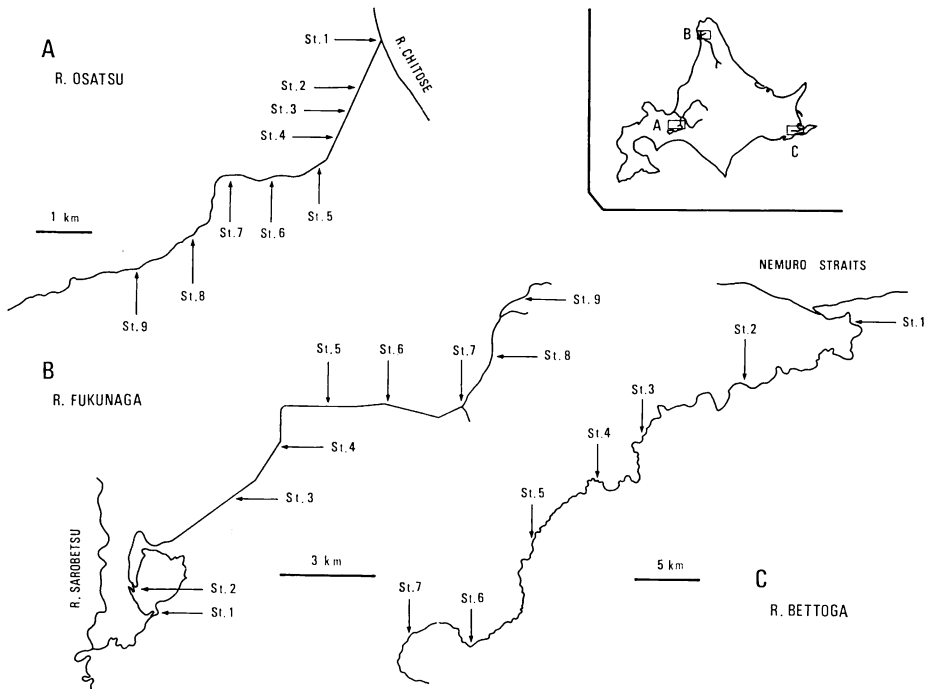 A
R. OSATSU
St.1
St.2
St.3
St.4
St.5
St.6
St.7
St.8
St.9
R. CHITOSE
1 km
B
A
C
B
R. FUKUNAGA
St.9
St.8
St.7
St.6
St.5
St.4
St.3
St.2
St.1
R. SAROBETSU
3 km
NEMURO STRAITS
St.1
St.2
St.3
St.4
St.5
St.6
St.7
5 km
C
R. BETTOGA